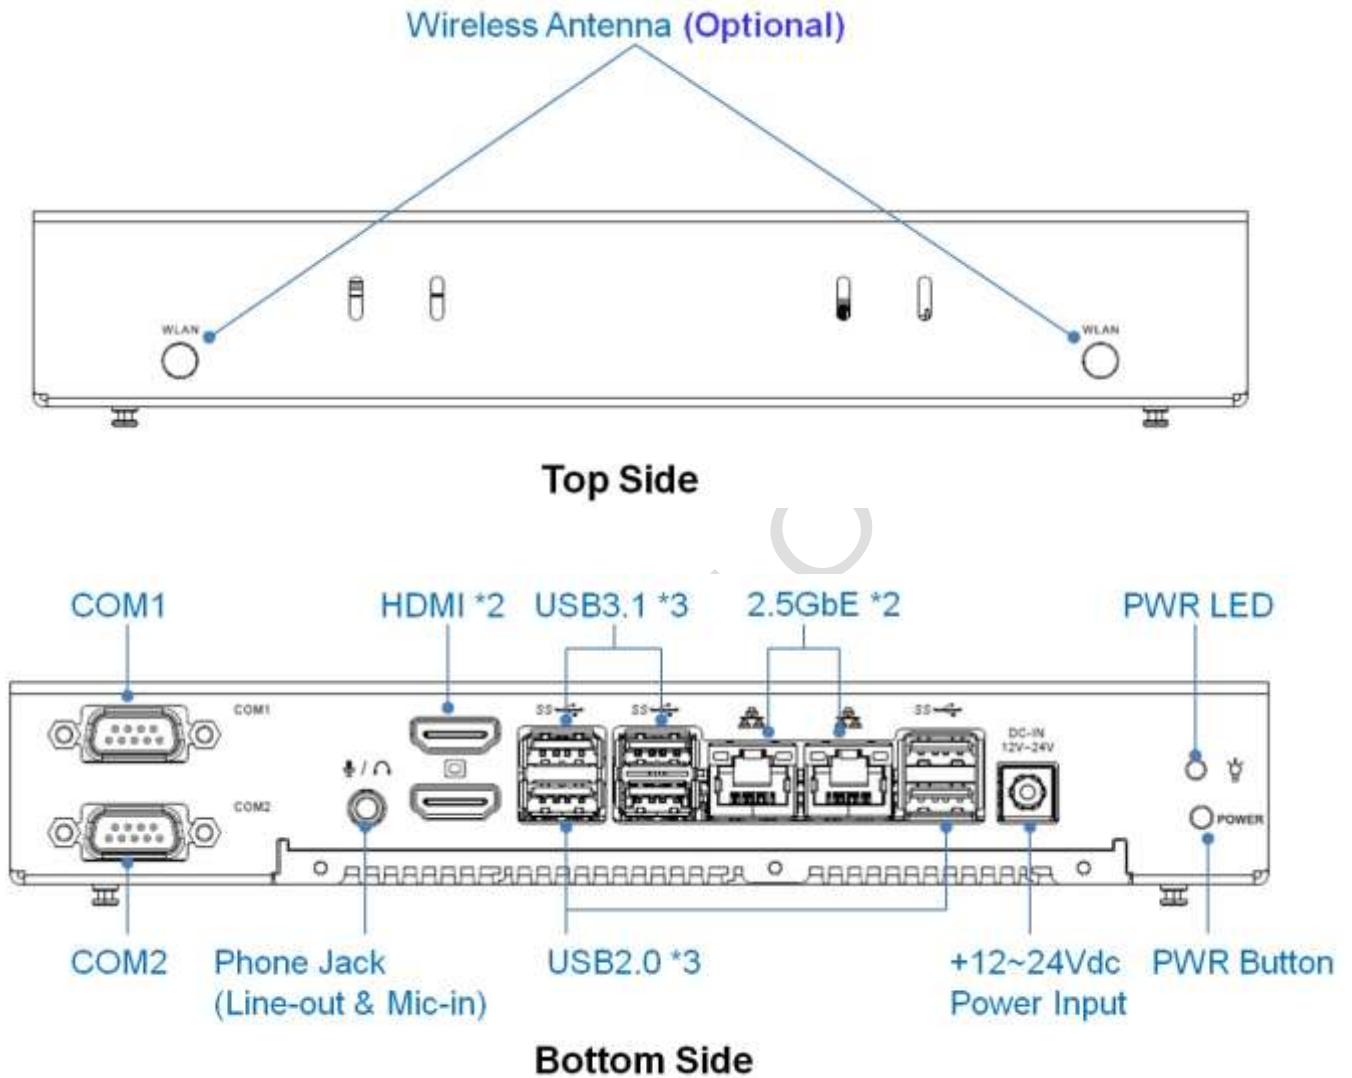 Wireless Antenna (Optional)
WLAN
WLAN
Top Side
COM1
HDMI *2
USB3.1 *3
2.5GbE *2
PWR LED
COM1
SS
SS
SS
DC-IN
12V~24V
COM2
POWER
COM2
Phone Jack
(Line-out & Mic-in)
USB2.0 *3
+12~24Vdc
Power Input
PWR Button
Bottom Side